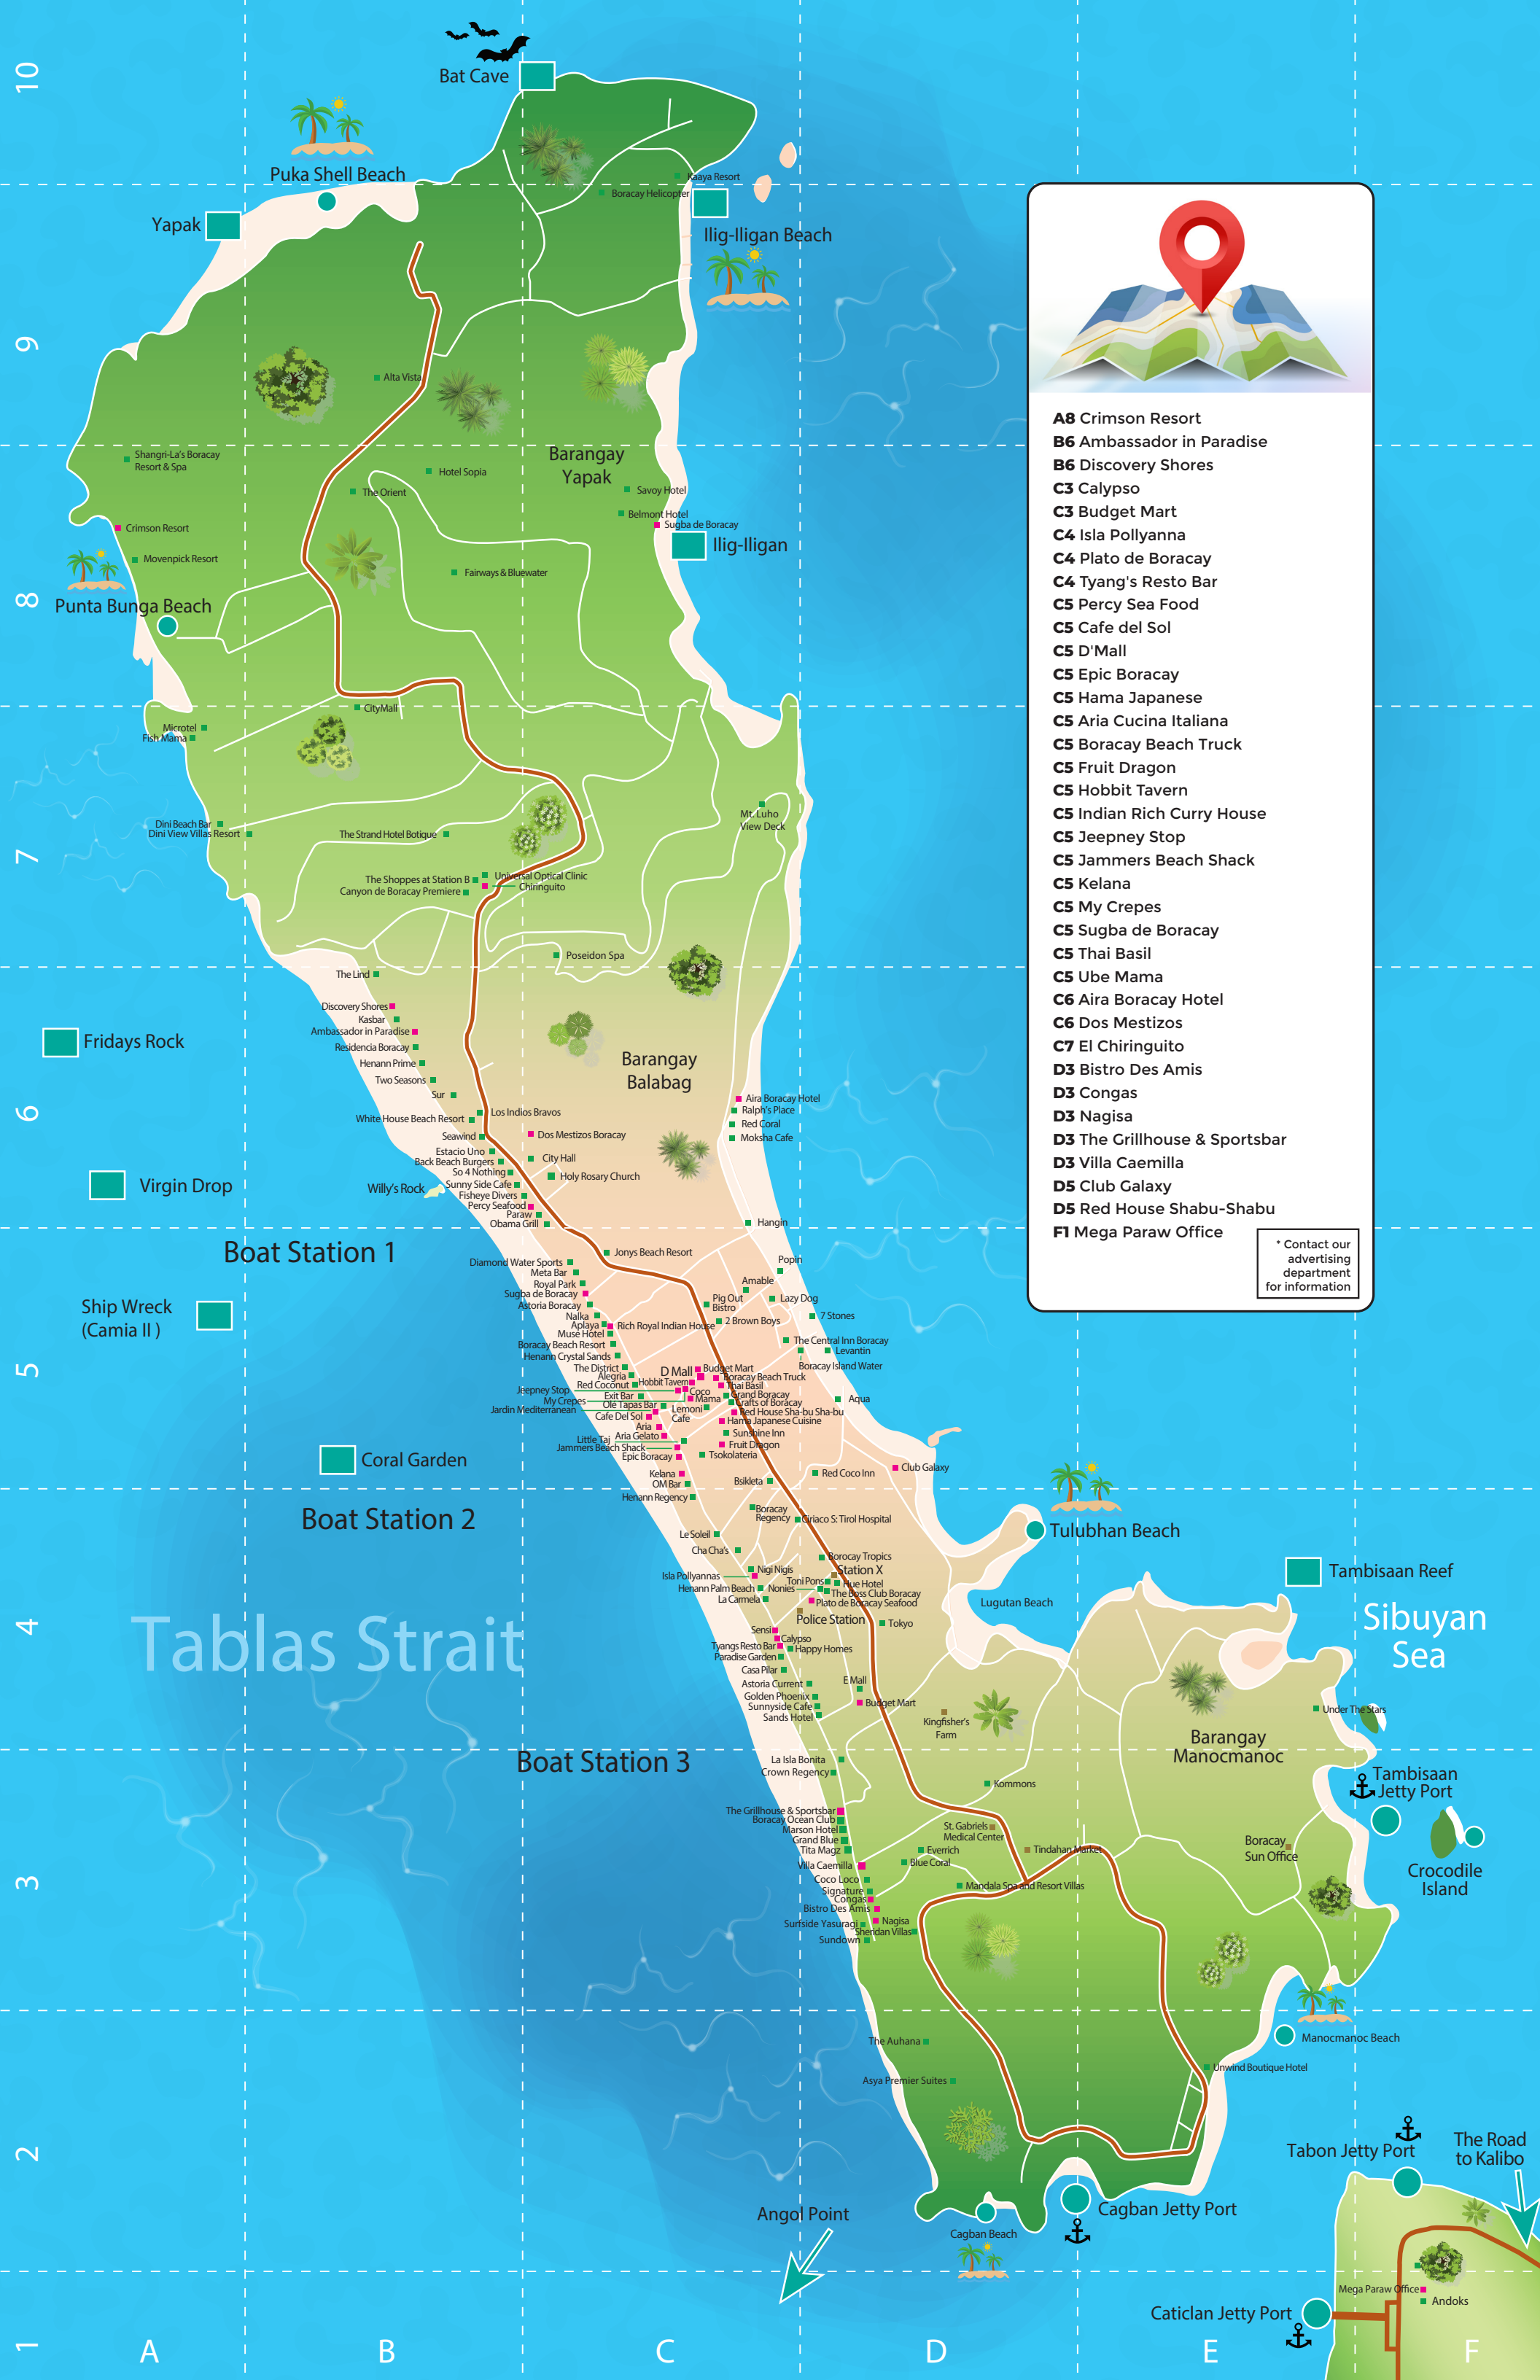 10
Bat Cave
Puka Shell Beach
Kaaya Resort
Boracay Helicopter
Yapak
Ilig-Iligan Beach
9
Alta Vista
Shangri-La's Boracay
Resort & Spa
Hotel Sopia
Barangay
Yapak
The Orient
Savoy Hotel
Belmont Hotel
Sugba de Boracay
Crimson Resort
Ilig-Iligan
Movenpick Resort
Fairways & Bluewater
8
Punta Bunga Beach
CityMall
Microtel
Fish Mama
Mt. Luho
View Deck
Dini Beach Bar
Dini View Villas Resort
The Strand Hotel Botique
7
The Shoppes at Station B
Universal Optical Clinic
Canyon de Boracay Premiere
Chiringuito
Poseidon Spa
The Lind
Discovery Shores
Kasbar
Ambassador in Paradise
Fridays Rock
Residencia Boracay
Barangay
Balabag
Henann Prime
Two Seasons
Sur
Aira Boracay Hotel
Ralph's Place
6
Los Indios Bravos
White House Beach Resort
Red Coral
Seawind
Dos Mestizos Boracay
Moksha Cafe
Estacio Uno
Back Beach Burgers
City Hall
So 4 Nothing
Holy Rosary Church
Sunny Side Cafe
Virgin Drop
Willy's Rock
Fisheye Divers
Percy Seafood
Paraw
Obama Grill
Hangin
Boat Station 1
Jonys Beach Resort
Diamond Water Sports
Popin
Meta Bar
Royal Park
Amable
Sugba de Boracay
Astoria Boracay
Pig Out
Bistro
Lazy Dog
Ship Wreck
(Camia II )
Nalka
7 Stones
Aplaya
Rich Royal Indian House
2 Brown Boys
Muse Hotel
Boracay Beach Resort
The Central Inn Boracay
Henann Crystal Sands
Levantin
5
The District
D Mall
Budget Mart
Boracay Island Water
Alegria
Boracay Beach Truck
Red Coconut
Hobbit Tavern
Thai Basil
Jeepney Stop
Coco
Mama
Grand Boracay
Exit Bar
Aqua
My Crepes
Crafts of Boracay
Ole Tapas Bar
Jardin Mediterranean
Lemoni
Cafe
Red House Sha-bu Sha-bu
Cafe Del Sol
Hama Japanese Cuisine
Aria
Sunshine Inn
Aria Gelato
Little Taj
Fruit Dragon
Jammers Beach Shack
Tsokolateria
Epic Boracay
Coral Garden
Club Galaxy
Kelana
Red Coco Inn
OM Bar
Bsikleta
Henann Regency
Boat Station 2
Boracay
Regency
Ciriaco S. Tirol Hospital
Le Soleil
Tulubhan Beach
Cha Cha's
Borocay Tropics
Nigi Nigis
Station X
Isla Pollyannas
Toni Pons
Hue Hotel
Tambisaan Reef
Henann Palm Beach
Nonies
The Boss Club Boracay
La Carmela
Plato de Boracay Seafood
Lugutan Beach
Police Station
Tokyo
Sibuyan
Sea
4
Tablas Strait
Sensi
Calypso
Tyangs Resto Bar
Happy Homes
Paradise Garden
Casa Pilar
Astoria Current
E Mall
Golden Phoenix
Budget Mart
Sunnyside Cafe
Sands Hotel
Kingfisher's
Farm
Under The Stars
Barangay
Manocmanoc
Boat Station 3
La Isla Bonita
Crown Regency
Kommons
Tambisaan
Jetty Port
The Grillhouse & Sportsbar
Boracay Ocean Club
Marson Hotel
St. Gabriels
Medical Center
Grand Blue
Tita Magz
Everrich
Tindahan Market
Boracay
Sun Office
Villa Caemilla
Blue Coral
Crocodile
Island
3
Coco Loco
Signature
Mandala Spa and Resort Villas
Congas
Bistro Des Amis
Nagisa
Surfside Yasuragi
Sheridan Villas
Sundown
Manocmanoc Beach
The Auhana
Unwind Boutique Hotel
Asya Premier Suites
2
Tabon Jetty Port
The Road
to Kalibo
Angol Point
Cagban Jetty Port
Cagban Beach
Mega Paraw Office
Andoks
Caticlan Jetty Port
1
A
B
C
D
E
F
A8 Crimson Resort
B6 Ambassador in Paradise
B6 Discovery Shores
C3 Calypso
C3 Budget Mart
C4 Isla Pollyanna
C4 Plato de Boracay
C4 Tyang's Resto Bar
C5 Percy Sea Food
C5 Cafe del Sol
C5 D'Mall
C5 Epic Boracay
C5 Hama Japanese
C5 Aria Cucina Italiana
C5 Boracay Beach Truck
C5 Fruit Dragon
C5 Hobbit Tavern
C5 Indian Rich Curry House
C5 Jeepney Stop
C5 Jammers Beach Shack
C5 Kelana
C5 My Crepes
C5 Sugba de Boracay
C5 Thai Basil
C5 Ube Mama
C6 Aira Boracay Hotel
C6 Dos Mestizos
C7 El Chiringuito
D3 Bistro Des Amis
D3 Congas
D3 Nagisa
D3 The Grillhouse & Sportsbar
D3 Villa Caemilla
D5 Club Galaxy
D5 Red House Shabu-Shabu
F1 Mega Paraw Office
* Contact our
advertising
department
for information